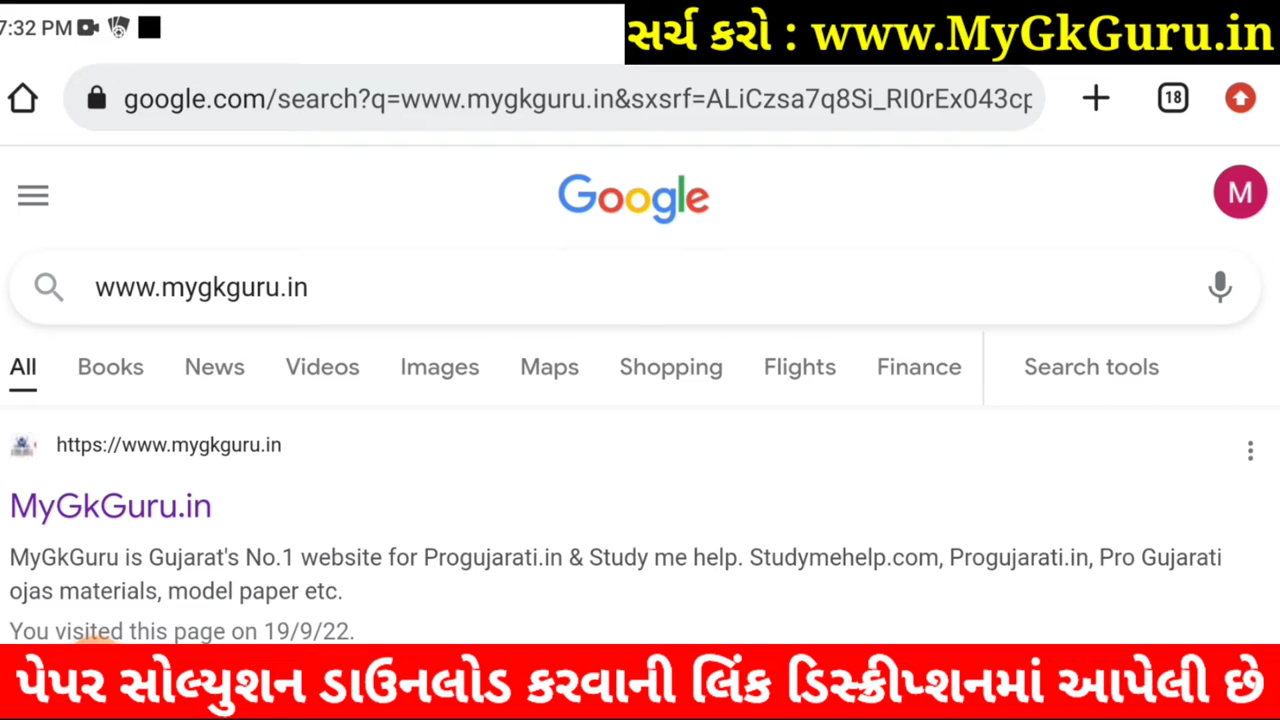 7:32 PM
સર્ચ કરો : www.MyGkGuru.in
google.com/search?q=www.mygkguru.in&sxsrf=ALiCzsa7q8Si_RI0rEx043cp
18
Google
M
www.mygkguru.in
All Books News Videos Images Maps Shopping Flights Finance Search tools
https://www.mygkguru.in
MyGkGuru.in
MyGkGuru is Gujarat's No.1 website for Progujarati.in & Study me help. Studymehelp.com, Progujarati.in, Pro Gujarati
ojas materials, model paper etc.
You visited this page on 19/9/22.
પેપર સોલ્યુશન ડાઉનલોડ કરવાની લિંક ડિસ્ક્રીપ્શનમાં આપેલી છે